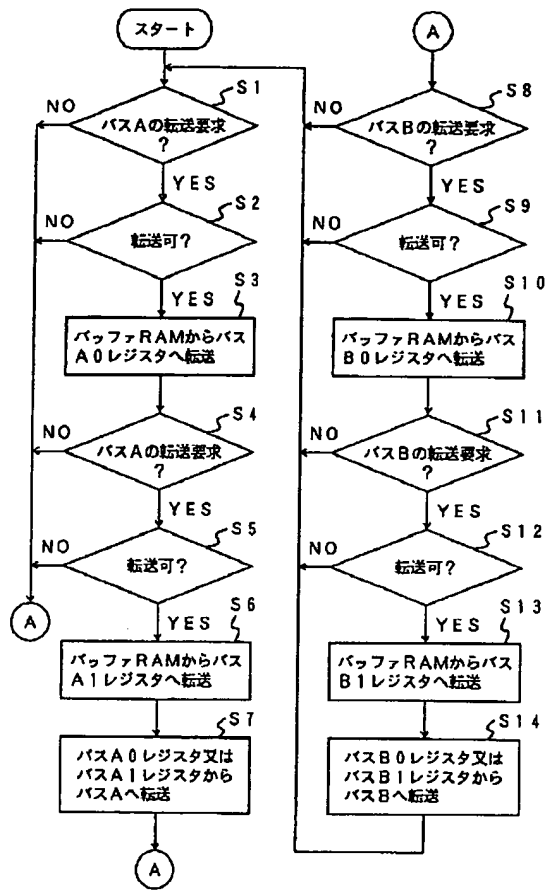 スタート
S1
NO
バスAの転送要求
?
YES
S2
NO
転送可?
YES
S3
バッファRAMからバス
A0レジスタへ転送
S4
NO
バスAの転送要求
?
YES
S5
NO
転送可?
A
YES
S6
バッファRAMからバス
A1レジスタへ転送
S7
バスA0レジスタ又は
バスA1レジスタから
バスAへ転送
A
A
S8
NO
バスBの転送要求
?
YES
S9
NO
転送可?
YES
S10
バッファRAMからバス
B0レジスタへ転送
S11
NO
バスBの転送要求
?
YES
S12
NO
転送可?
YES
S13
バッファRAMからバス
B1レジスタへ転送
S14
バスB0レジスタ又は
バスB1レジスタから
バスBへ転送